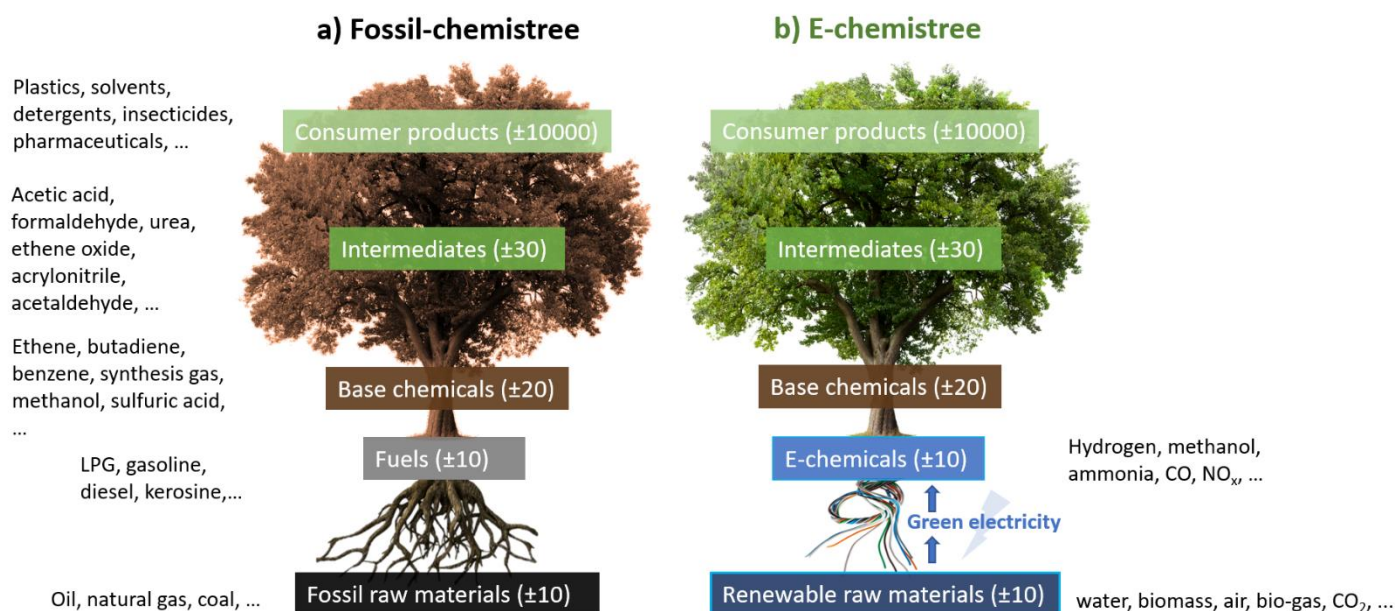 a) Fossil-chemistree
b) E-chemistree
Plastics, solvents,
detergents, insecticides,
pharmaceuticals, ...
Consumer products (±10000)
Consumer products (±10000)
Acetic acid,
formaldehyde, urea,
ethene oxide,
acrylonitrile,
acetaldehyde, ...
Intermediates (±30)
Intermediates (±30)
Ethene, butadiene,
benzene, synthesis gas,
methanol, sulfuric acid,
...
Base chemicals (±20)
Base chemicals (±20)
LPG, gasoline,
diesel, kerosine,...
Fuels (±10)
E-chemicals (±10)
Hydrogen, methanol,
ammonia, CO, NOₓ, ...
Green electricity
Oil, natural gas, coal, ...
Fossil raw materials (±10)
Renewable raw materials (±10)
water, biomass, air, bio-gas, CO₂, ...